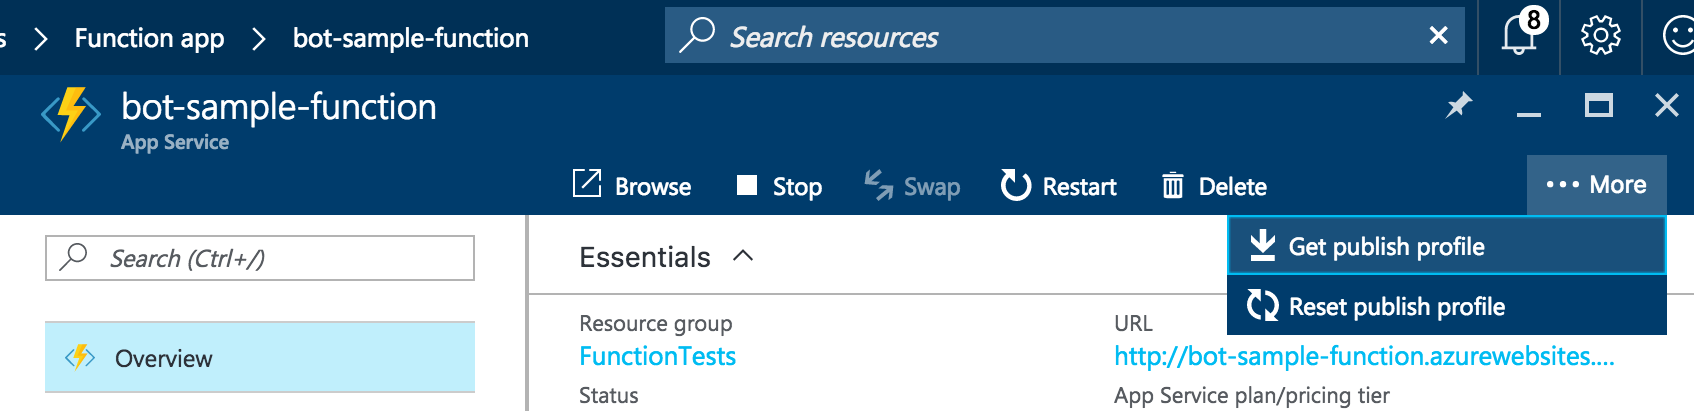 s > Function app > bot-sample-function
Search resources
8
bot-sample-function
App Service
Browse Stop Swap Restart Delete ••• More
Get publish profile
Reset publish profile
Search (Ctrl+/)
Overview
Essentials
Resource group
FunctionTests
Status
URL
http://bot-sample-function.azurewebsites....
App Service plan/pricing tier